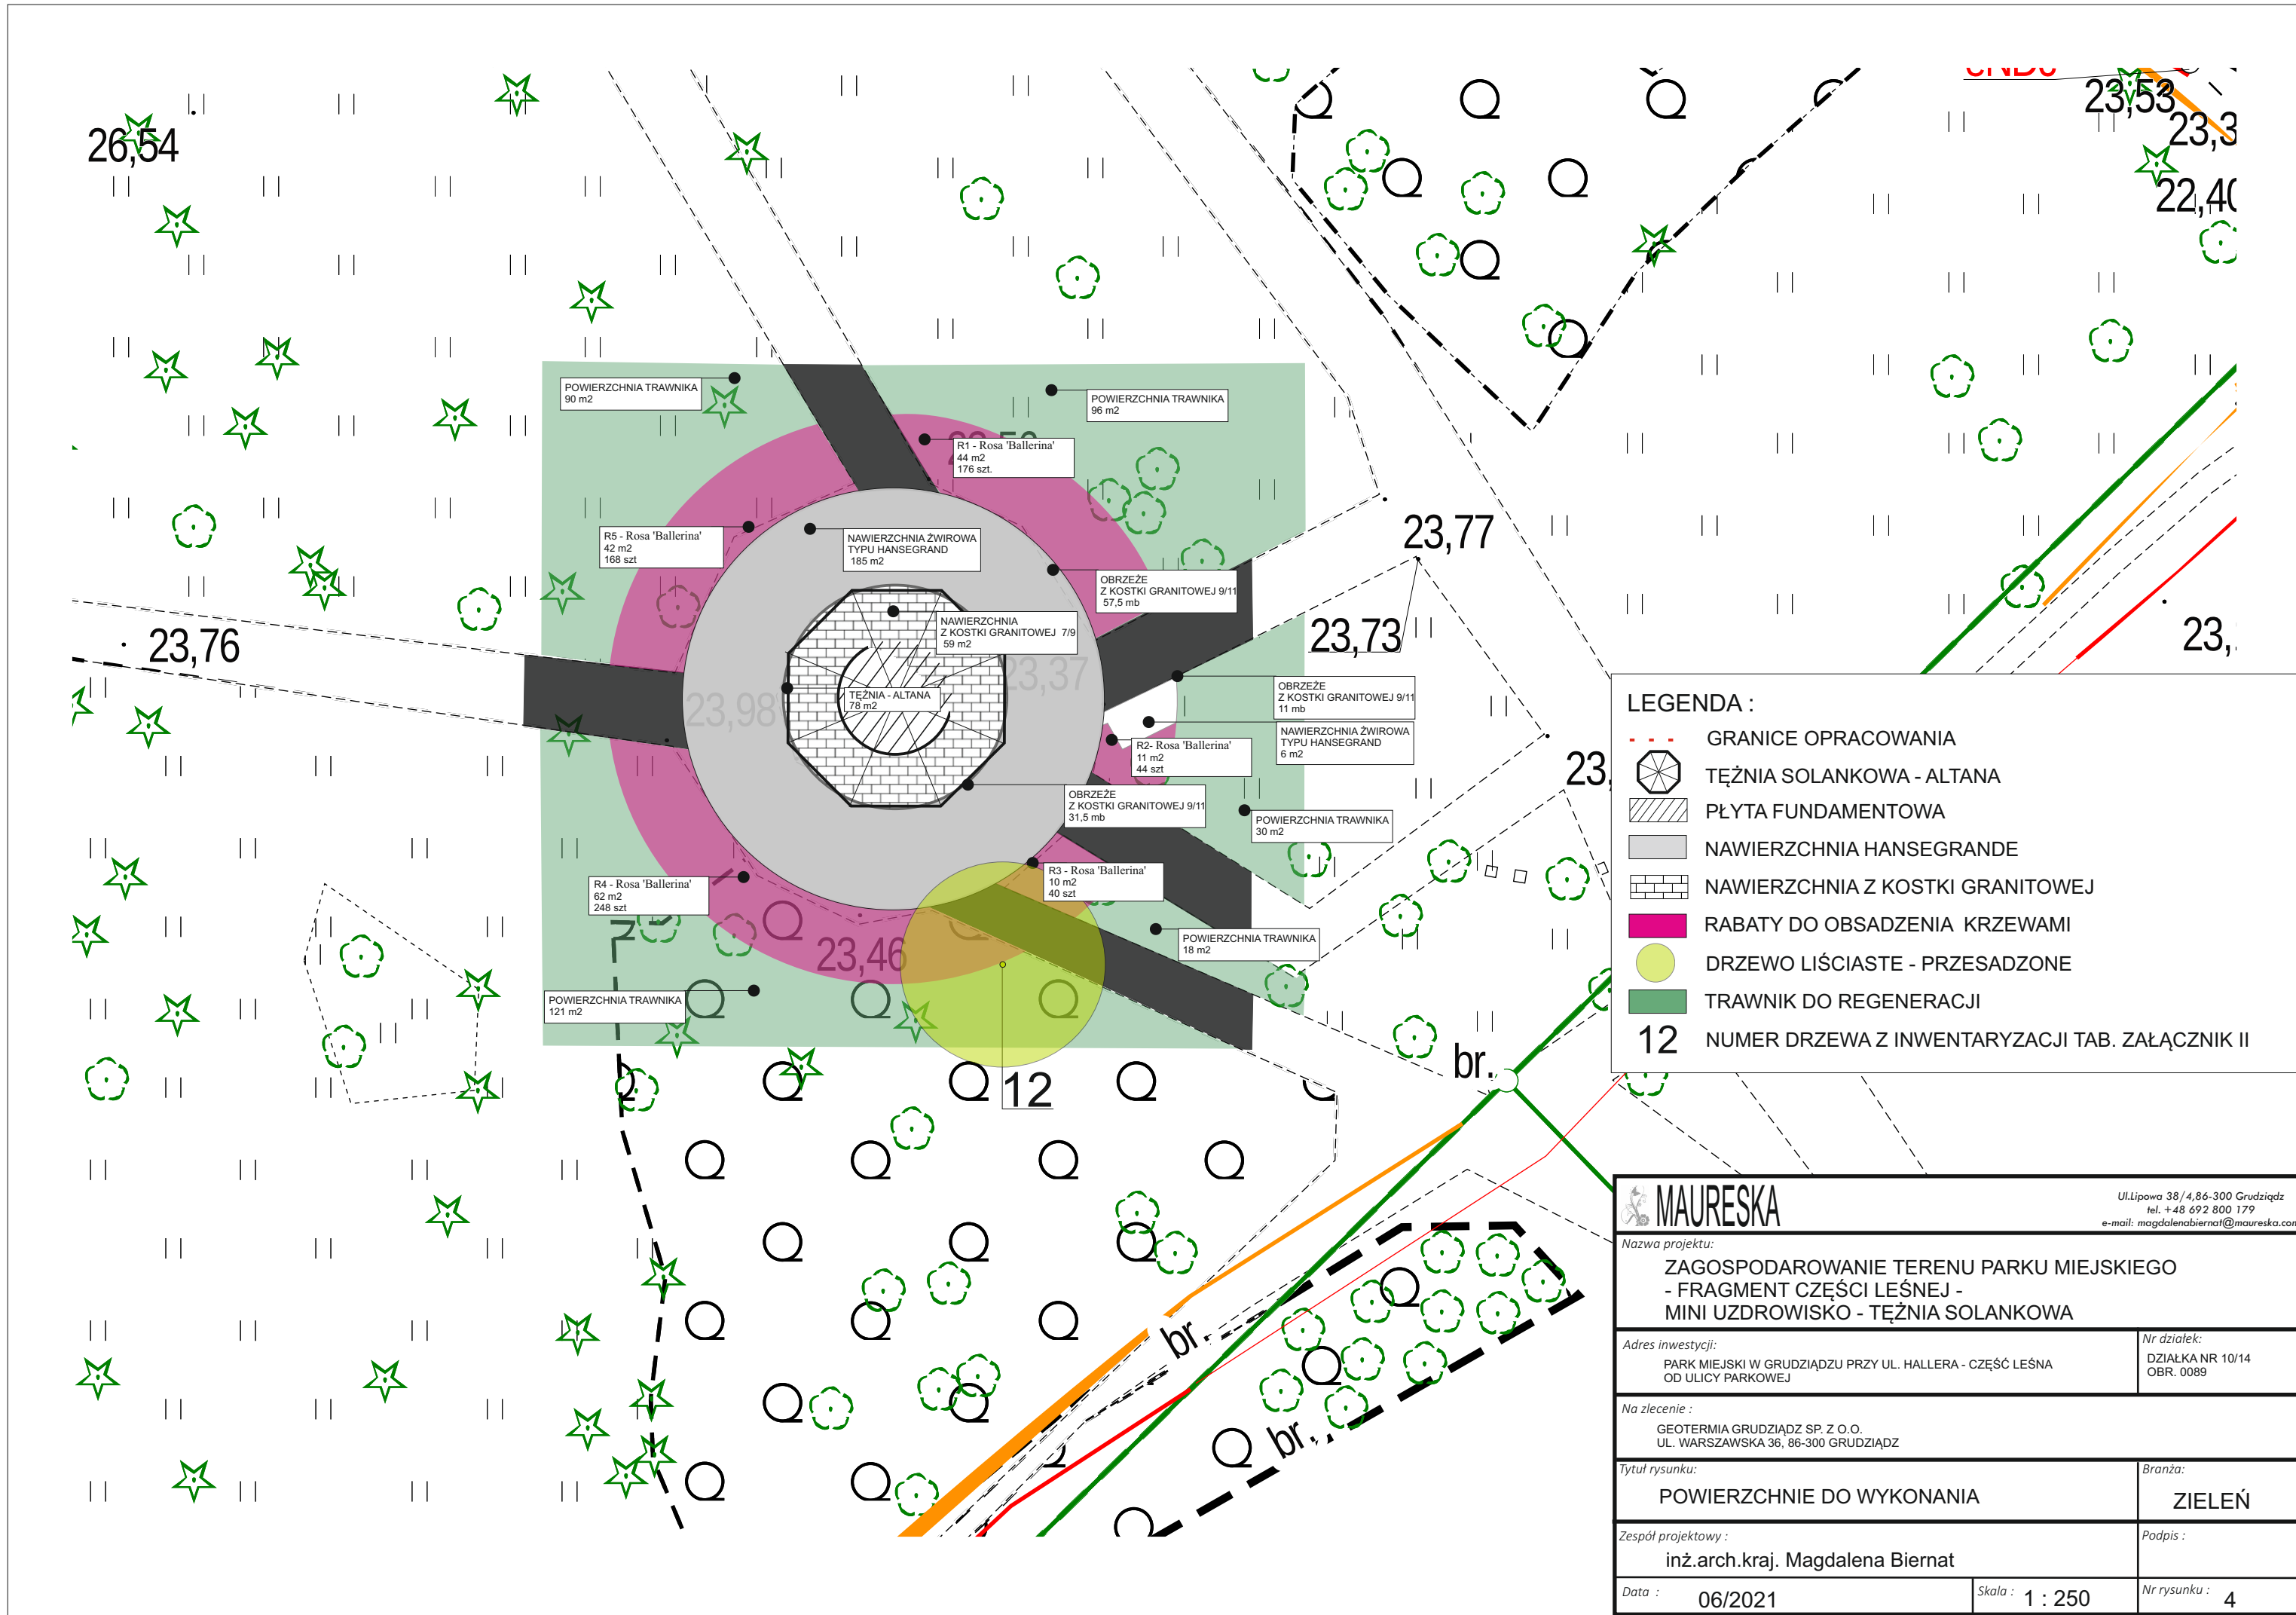 26,54
23,53
23,3
22,40
POWIERZCHNIA TRAWNIKA
90 m2
POWIERZCHNIA TRAWNIKA
96 m2
R1 - Rosa 'Ballerina'
44 m2
176 szt.
R5 - Rosa 'Ballerina'
42 m2
168 szt
NAWIERZCHNIA ŻWIROWA
TYPU HANSEGRAND
185 m2
OBRZEŻE
Z KOSTKI GRANITOWEJ 9/11
57,5 mb
23,77
23,76
23,73
NAWIERZCHNIA
Z KOSTKI GRANITOWEJ 7/9
59 m2
23,37
23,98
TĘŻNIA - ALTANA
78 m2
OBRZEŻE
Z KOSTKI GRANITOWEJ 9/11
11 mb
NAWIERZCHNIA ŻWIROWA
TYPU HANSEGRAND
6 m2
R2- Rosa 'Ballerina'
11 m2
44 szt
OBRZEŻE
Z KOSTKI GRANITOWEJ 9/11
31,5 mb
POWIERZCHNIA TRAWNIKA
30 m2
R3 - Rosa 'Ballerina'
10 m2
40 szt
R4 - Rosa 'Ballerina'
62 m2
248 szt
23,46
POWIERZCHNIA TRAWNIKA
18 m2
POWIERZCHNIA TRAWNIKA
121 m2
12
br.
br.
br.
LEGENDA :
GRANICE OPRACOWANIA
TĘŻNIA SOLANKOWA - ALTANA
PŁYTA FUNDAMENTOWA
NAWIERZCHNIA HANSEGRANDE
NAWIERZCHNIA Z KOSTKI GRANITOWEJ
RABATY DO OBSADZENIA KRZEWAMI
DRZEWO LIŚCIASTE - PRZESADZONE
TRAWNIK DO REGENERACJI
12 NUMER DRZEWA Z INWENTARYZACJI TAB. ZAŁĄCZNIK II
MAURESKA
Ul.Lipowa 38/4,86-300 Grudziądz
tel. +48 692 800 179
e-mail: magdalenabiernat@maureska.com
Nazwa projektu:
ZAGOSPODAROWANIE TERENU PARKU MIEJSKIEGO
- FRAGMENT CZĘŚCI LEŚNEJ -
MINI UZDROWISKO - TĘŻNIA SOLANKOWA
Adres inwestycji:
PARK MIEJSKI W GRUDZIĄDZU PRZY UL. HALLERA - CZĘŚĆ LEŚNA
OD ULICY PARKOWEJ
Nr działek:
DZIAŁKA NR 10/14
OBR. 0089
Na zlecenie :
GEOTERMIA GRUDZIĄDZ SP. Z O.O.
UL. WARSZAWSKA 36, 86-300 GRUDZIĄDZ
Tytuł rysunku:
POWIERZCHNIE DO WYKONANIA
Branża:
ZIELEŃ
Zespół projektowy :
inż.arch.kraj. Magdalena Biernat
Podpis :
Data : 06/2021
Skala : 1 : 250
Nr rysunku : 4